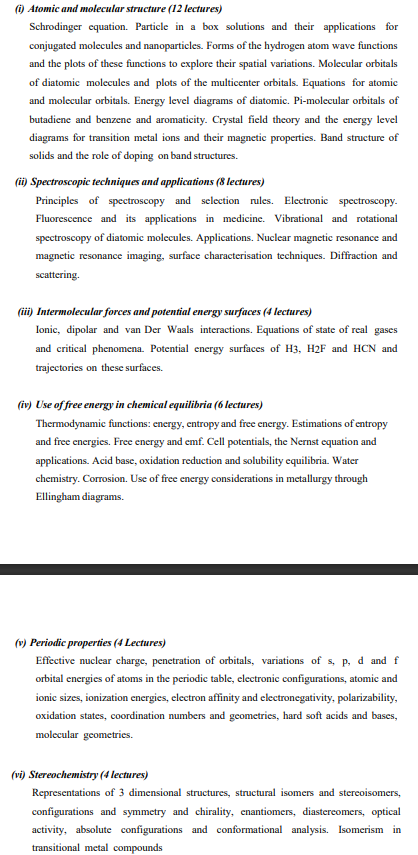 (i) Atomic and molecular structure (12 lectures)
Schrodinger equation. Particle in a box solutions and their applications for
conjugated molecules and nanoparticles. Forms of the hydrogen atom wave functions
and the plots of these functions to explore their spatial variations. Molecular orbitals
of diatomic molecules and plots of the multicenter orbitals. Equations for atomic
and molecular orbitals. Energy level diagrams of diatomic. Pi-molecular orbitals of
butadiene and benzene and aromaticity. Crystal field theory and the energy level
diagrams for transition metal ions and their magnetic properties. Band structure of
solids and the role of doping on band structures.
(ii) Spectroscopic techniques and applications (8 lectures)
Principles of spectroscopy and selection rules. Electronic spectroscopy.
Fluorescence and its applications in medicine. Vibrational and rotational
spectroscopy of diatomic molecules. Applications. Nuclear magnetic resonance and
magnetic resonance imaging, surface characterisation techniques. Diffraction and
scattering.
(iii) Intermolecular forces and potential energy surfaces (4 lectures)
Ionic, dipolar and van Der Waals interactions. Equations of state of real gases
and critical phenomena. Potential energy surfaces of H3, H2F and HCN and
trajectories on these surfaces.
(iv) Use of free energy in chemical equilibria (6 lectures)
Thermodynamic functions: energy, entropy and free energy. Estimations of entropy
and free energies. Free energy and emf. Cell potentials, the Nernst equation and
applications. Acid base, oxidation reduction and solubility equilibria. Water
chemistry. Corrosion. Use of free energy considerations in metallurgy through
Ellingham diagrams.
(v) Periodic properties (4 Lectures)
Effective nuclear charge, penetration of orbitals, variations of s, p, d and f
orbital energies of atoms in the periodic table, electronic configurations, atomic and
ionic sizes, ionization energies, electron affinity and electronegativity, polarizability,
oxidation states, coordination numbers and geometries, hard soft acids and bases,
molecular geometries.
(vi) Stereochemistry (4 lectures)
Representations of 3 dimensional structures, structural isomers and stereoisomers,
configurations and symmetry and chirality, enantiomers, diastereomers, optical
activity, absolute configurations and conformational analysis. Isomerism in
transitional metal compounds